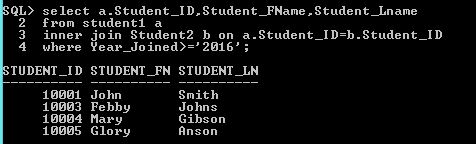 SQL> select a.Student_ID,Student_FName,Student_Lname
2 from student1 a
3 inner join Student2 b on a.Student_ID=b.Student_ID
4 where Year_Joined>='2016';
STUDENT_ID STUDENT_FN STUDENT_LN
---------- ---------- ----------
10001 John Smith
10003 Febby Johns
10004 Mary Gibson
10005 Glory Anson